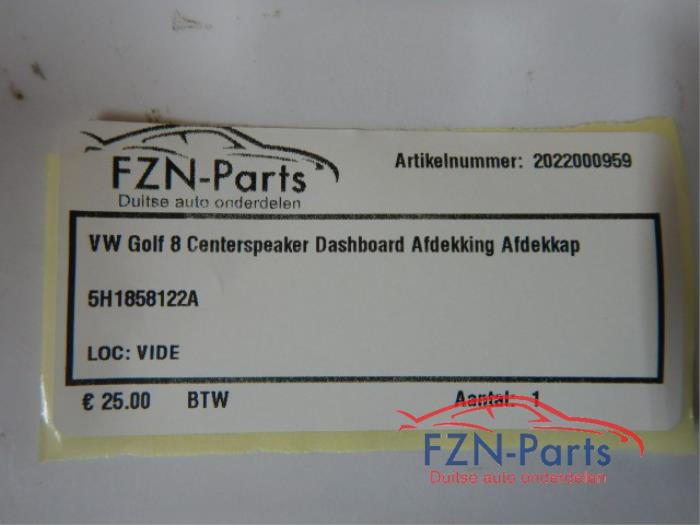 FZN-Parts
Duitse auto onderdelen
Artikelnummer: 2022000959
VW Golf 8 Centerspeaker Dashboard Afdekking Afdekkap
5H1858122A
LOC: VIDE
€ 25.00 BTW Aantal: 1
FZN-Parts
Duitse auto onderdelen